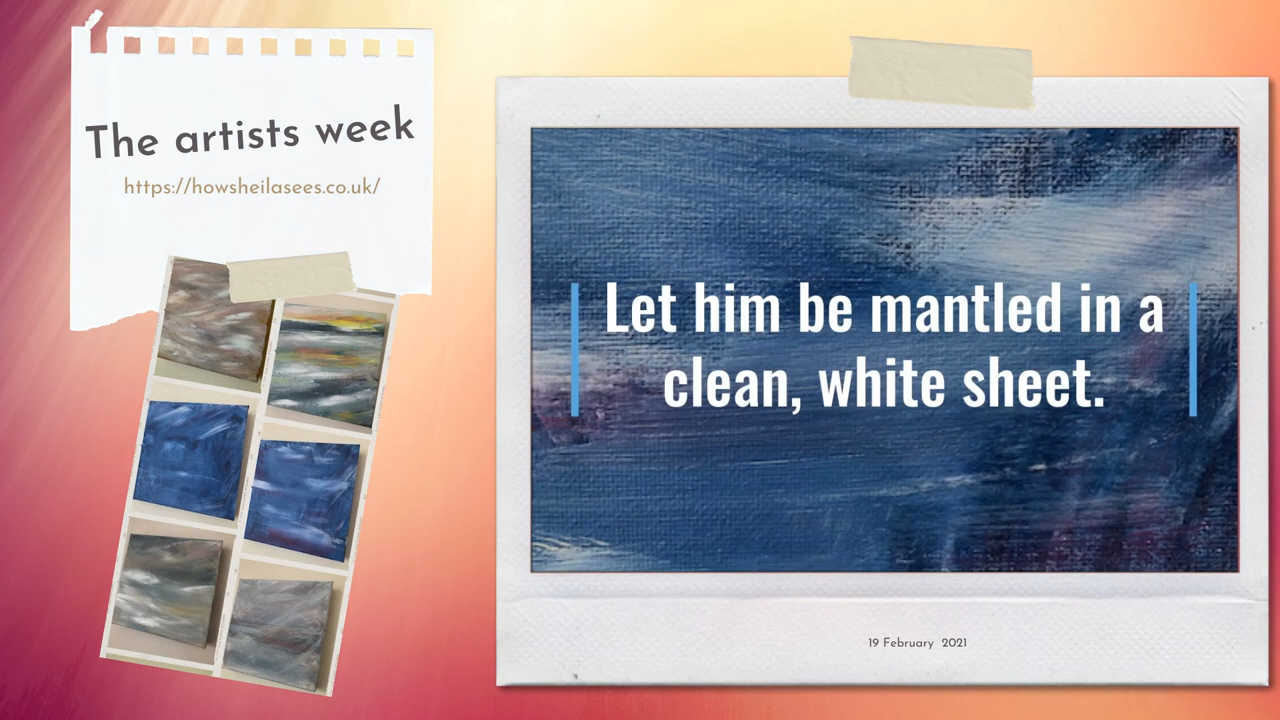 The artists week
https://howsheilasees.co.uk/
Let him be mantled in a
clean, white sheet.
19 February 2021